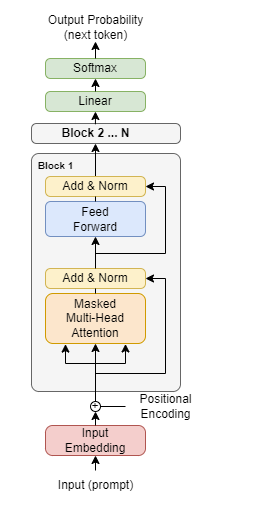 Output Probability
(next token)
Softmax
Linear
Block 2 ... N
Block 1
Add & Norm
Feed
Forward
Add & Norm
Masked
Multi-Head
Attention
Positional
Encoding
Input
Embedding
Input (prompt)